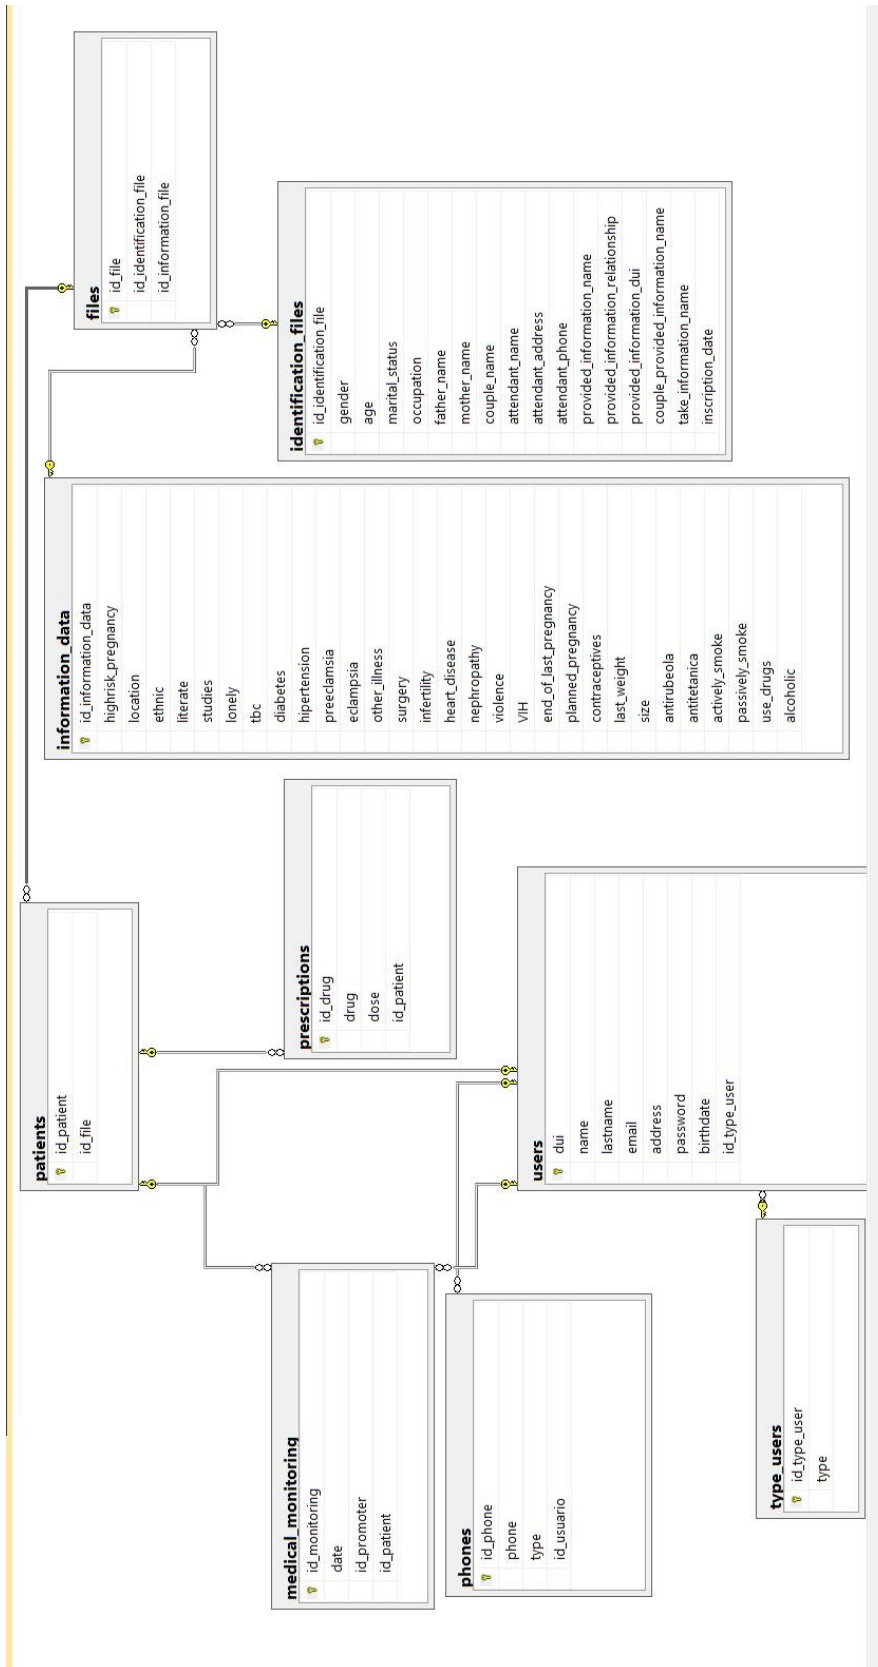 files
id_file
id_identification_file
id_information_file
identification_files
id_identification_file
gender
age
marital_status
occupation
father_name
mother_name
couple_name
attendant_name
attendant_address
attendant_phone
provided_information_name
provided_information_relationship
provided_information_dui
couple_provided_information_name
take_information_name
inscription_date
information_data
id_information_data
highrisk_pregnancy
location
ethnic
literate
studies
lonely
tbc
diabetes
hipertension
preeclamsia
eclampsia
other_illness
surgery
infertility
heart_disease
nephropathy
violence
VIH
end_of_last_pregnancy
planned_pregnancy
contraceptives
last_weight
size
antirubeola
antitetanica
actively_smoke
passively_smoke
use_drugs
alcoholic
patients
id_patient
id_file
prescriptions
id_drug
drug
dose
id_patient
users
dui
name
lastname
email
address
password
birthdate
id_type_user
medical_monitoring
id_monitoring
date
id_promoter
id_patient
phones
id_phone
phone
type
id_usuario
type_users
id_type_user
type